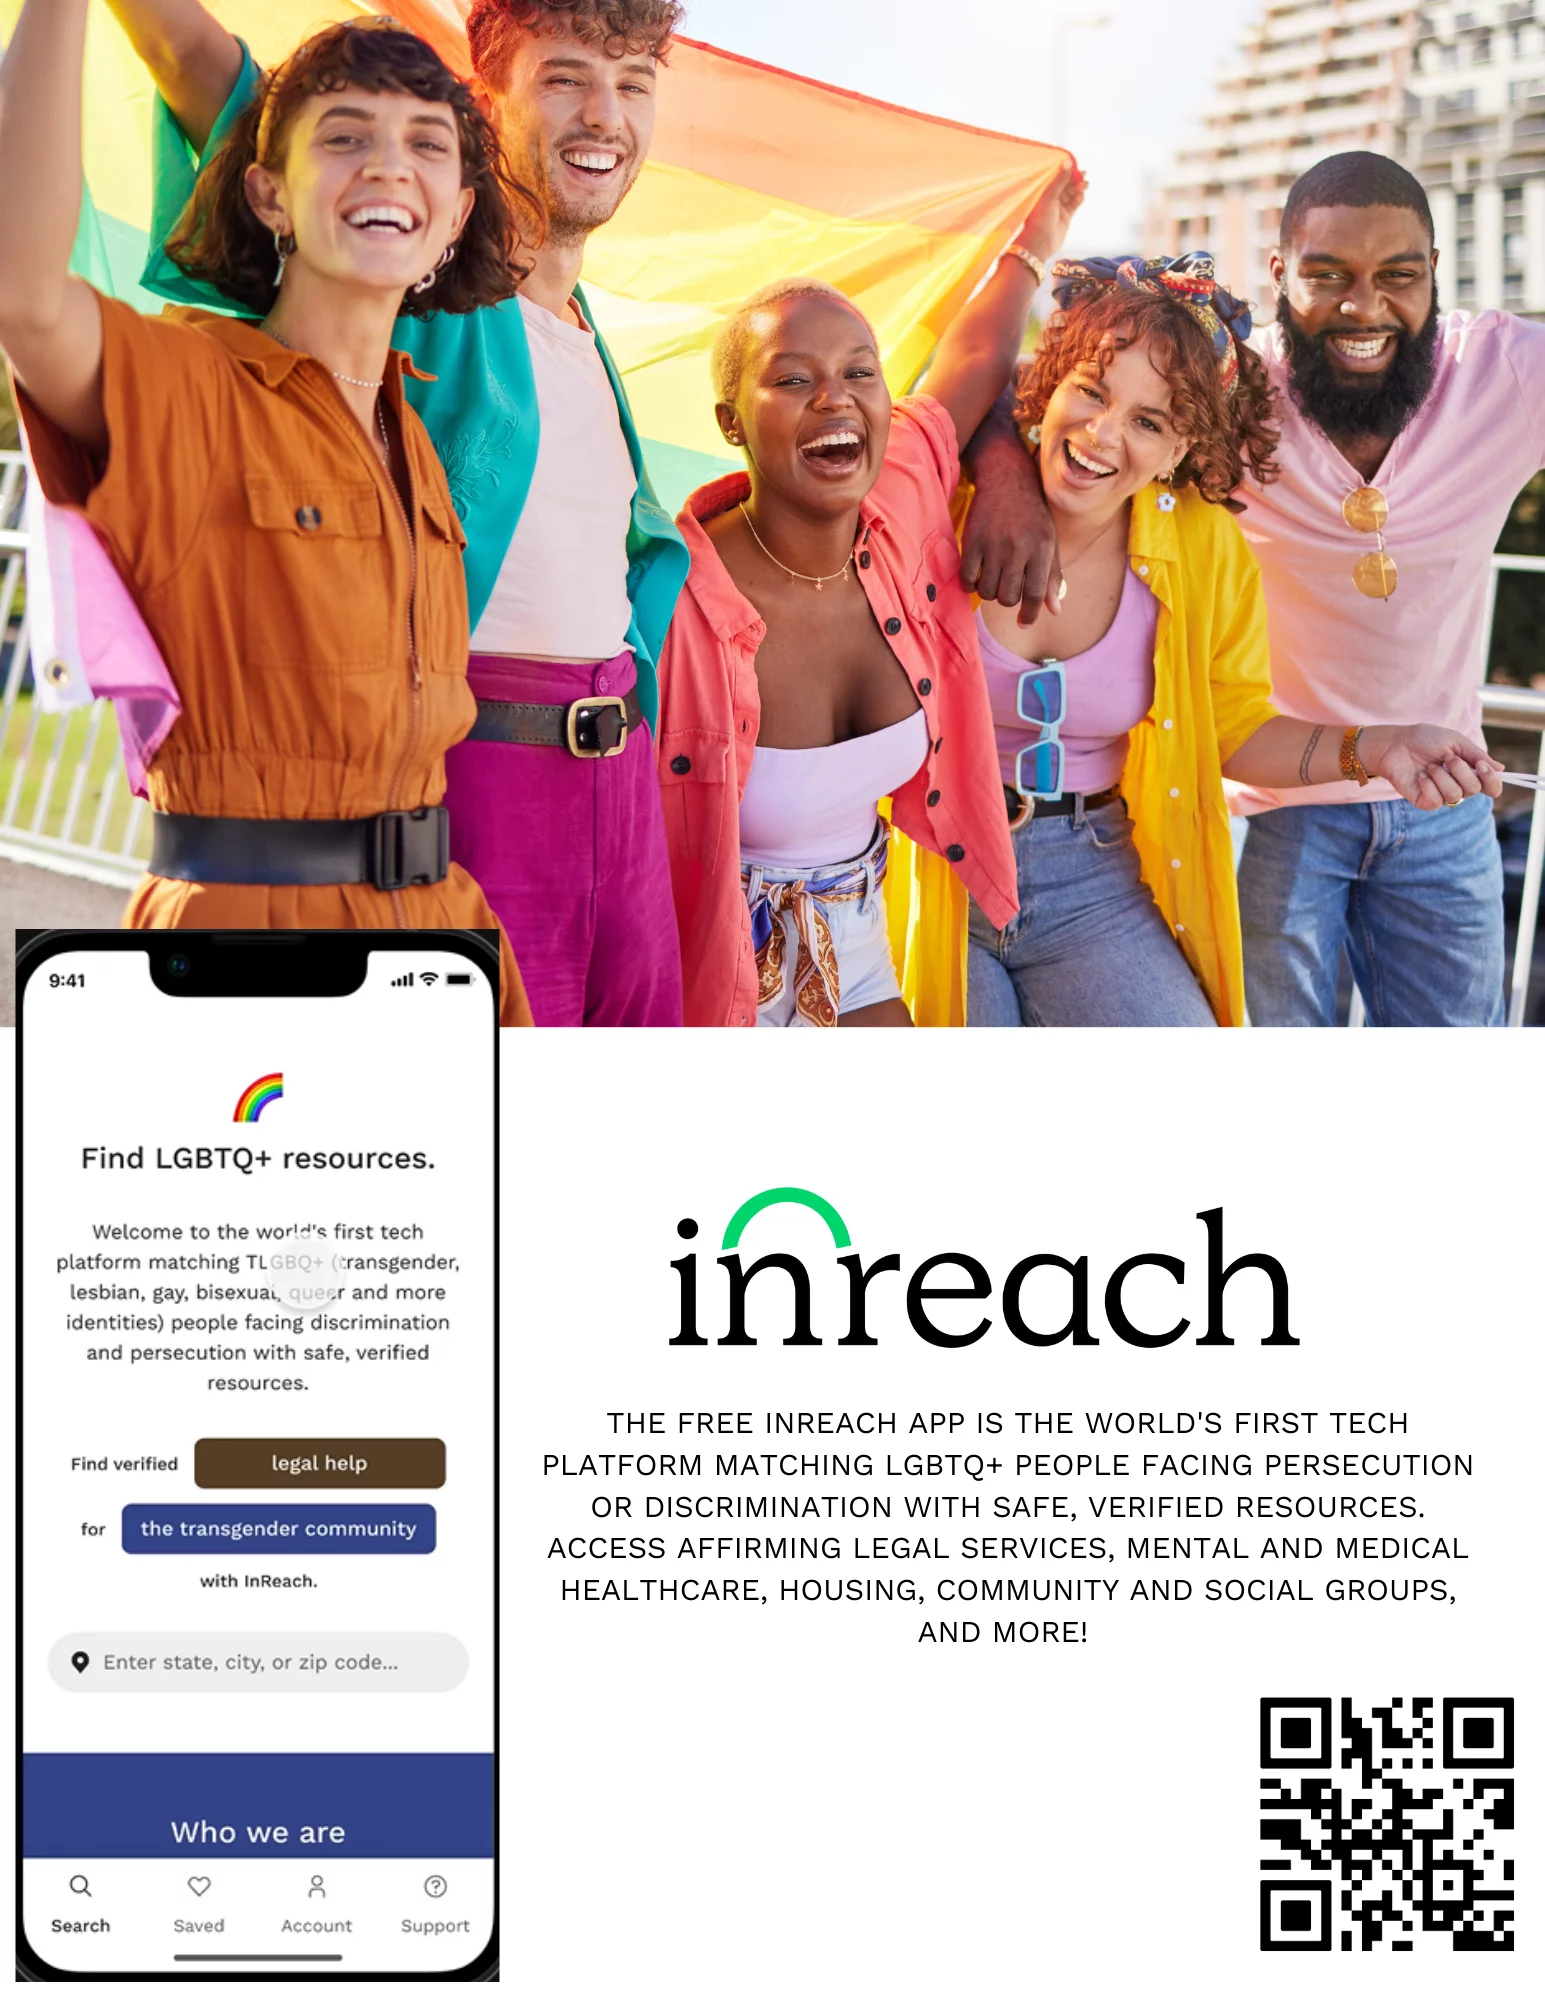 9:41
Find LGBTQ+ resources.
Welcome to the world's first tech
platform matching TLGBQ+ (transgender,
lesbian, gay, bisexual, queer and more
identities) people facing discrimination
and persecution with safe, verified
resources.
Find verified legal help
for the transgender community
with InReach.
Enter state, city, or zip code...
Who we are
Search Saved Account Support
inreach
THE FREE INREACH APP IS THE WORLD'S FIRST TECH
PLATFORM MATCHING LGBTQ+ PEOPLE FACING PERSECUTION
OR DISCRIMINATION WITH SAFE, VERIFIED RESOURCES.
ACCESS AFFIRMING LEGAL SERVICES, MENTAL AND MEDICAL
HEALTHCARE, HOUSING, COMMUNITY AND SOCIAL GROUPS,
AND MORE!